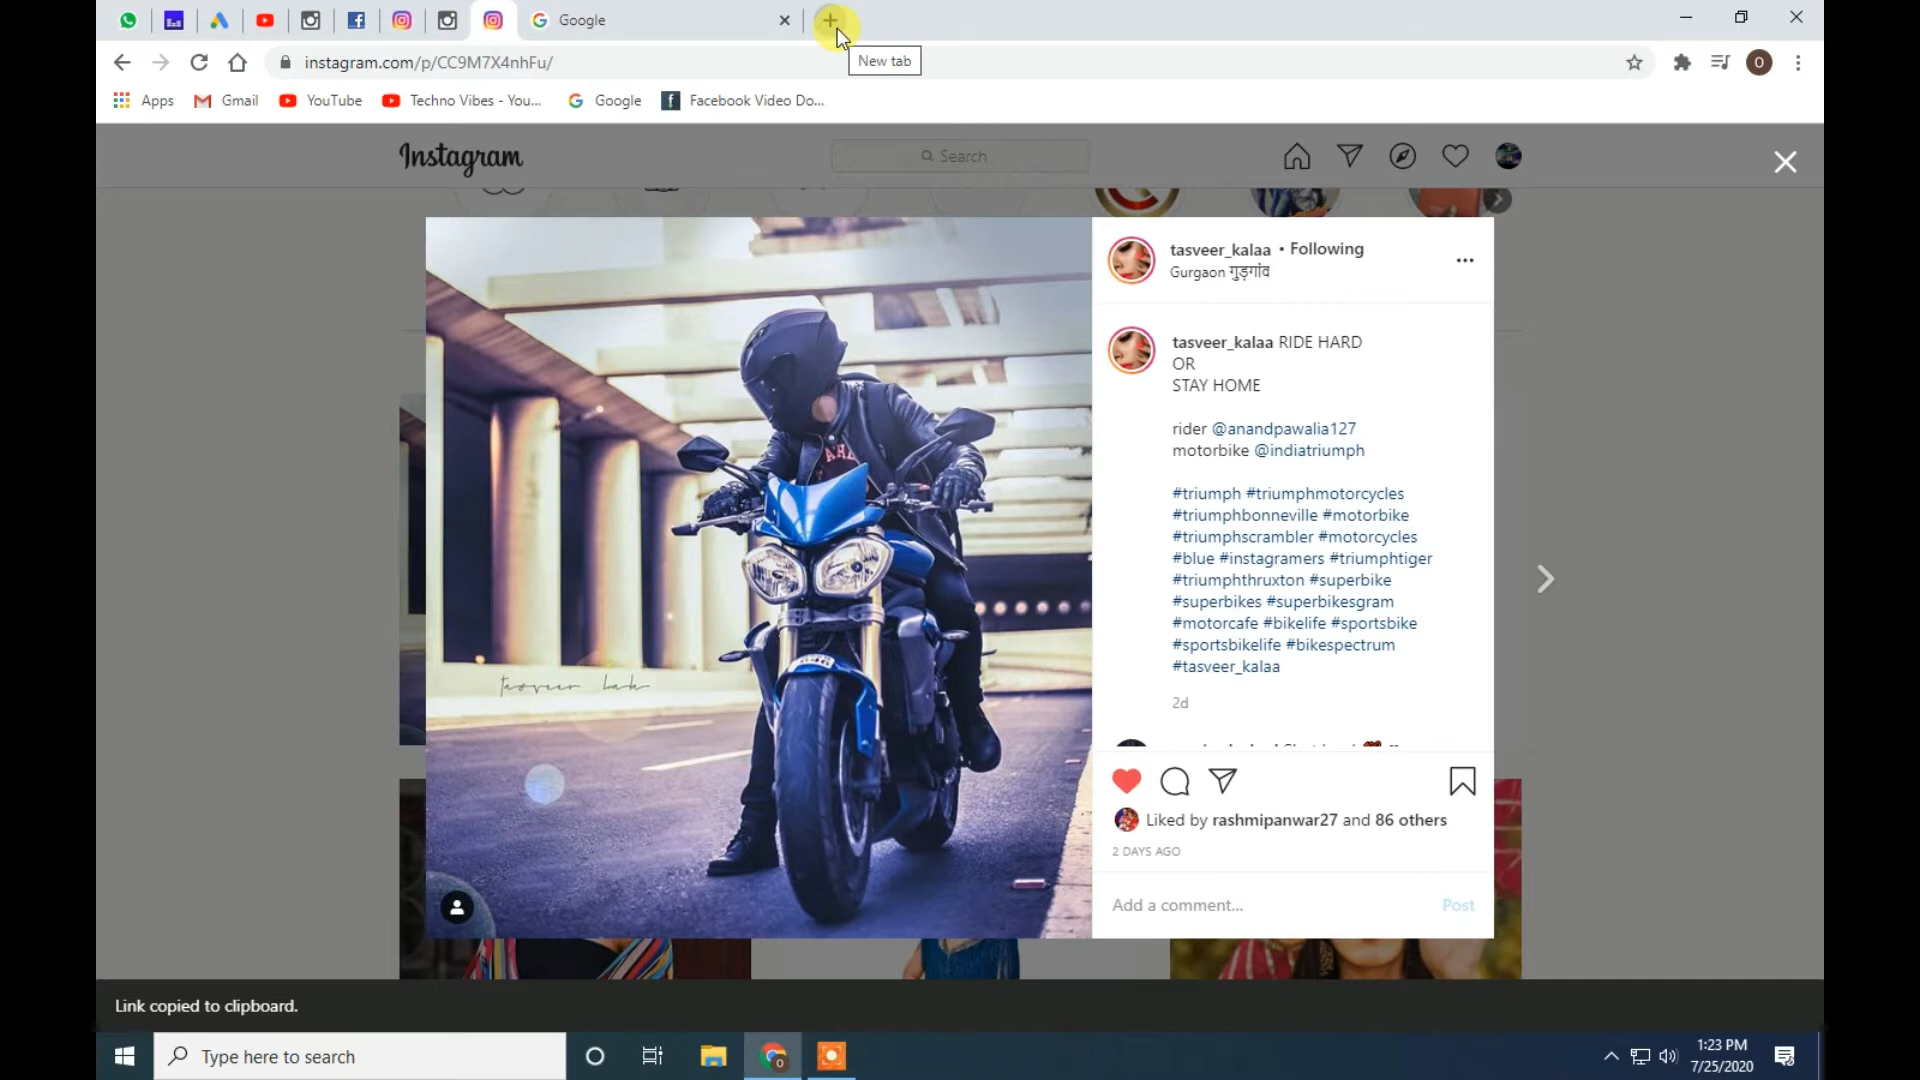 Google
New tab
instagram.com/p/CC9M7X4nhFu/
Apps
Gmail
YouTube
Techno Vibes - You...
Google
Facebook Video Do...
Instagram
Search
tasveer_kalaa • Following
Gurgaon गुड़गांव
tasveer_kalaa RIDE HARD
OR
STAY HOME
rider @anandpawalia127
motorbike @indiatriumph
#triumph #triumphmotorcycles
#triumphbonneville #motorbike
#triumphscrambler #motorcycles
#blue #instagramers #triumphtiger
#triumphthruxton #superbike
#superbikes #superbikesgram
#motorcafe #bikelife #sportsbike
#sportsbikelife #bikespectrum
#tasveer_kalaa
2d
Liked by rashmipanwar27 and 86 others
2 DAYS AGO
Add a comment...
Post
Link copied to clipboard.
Type here to search
1:23 PM
7/25/2020